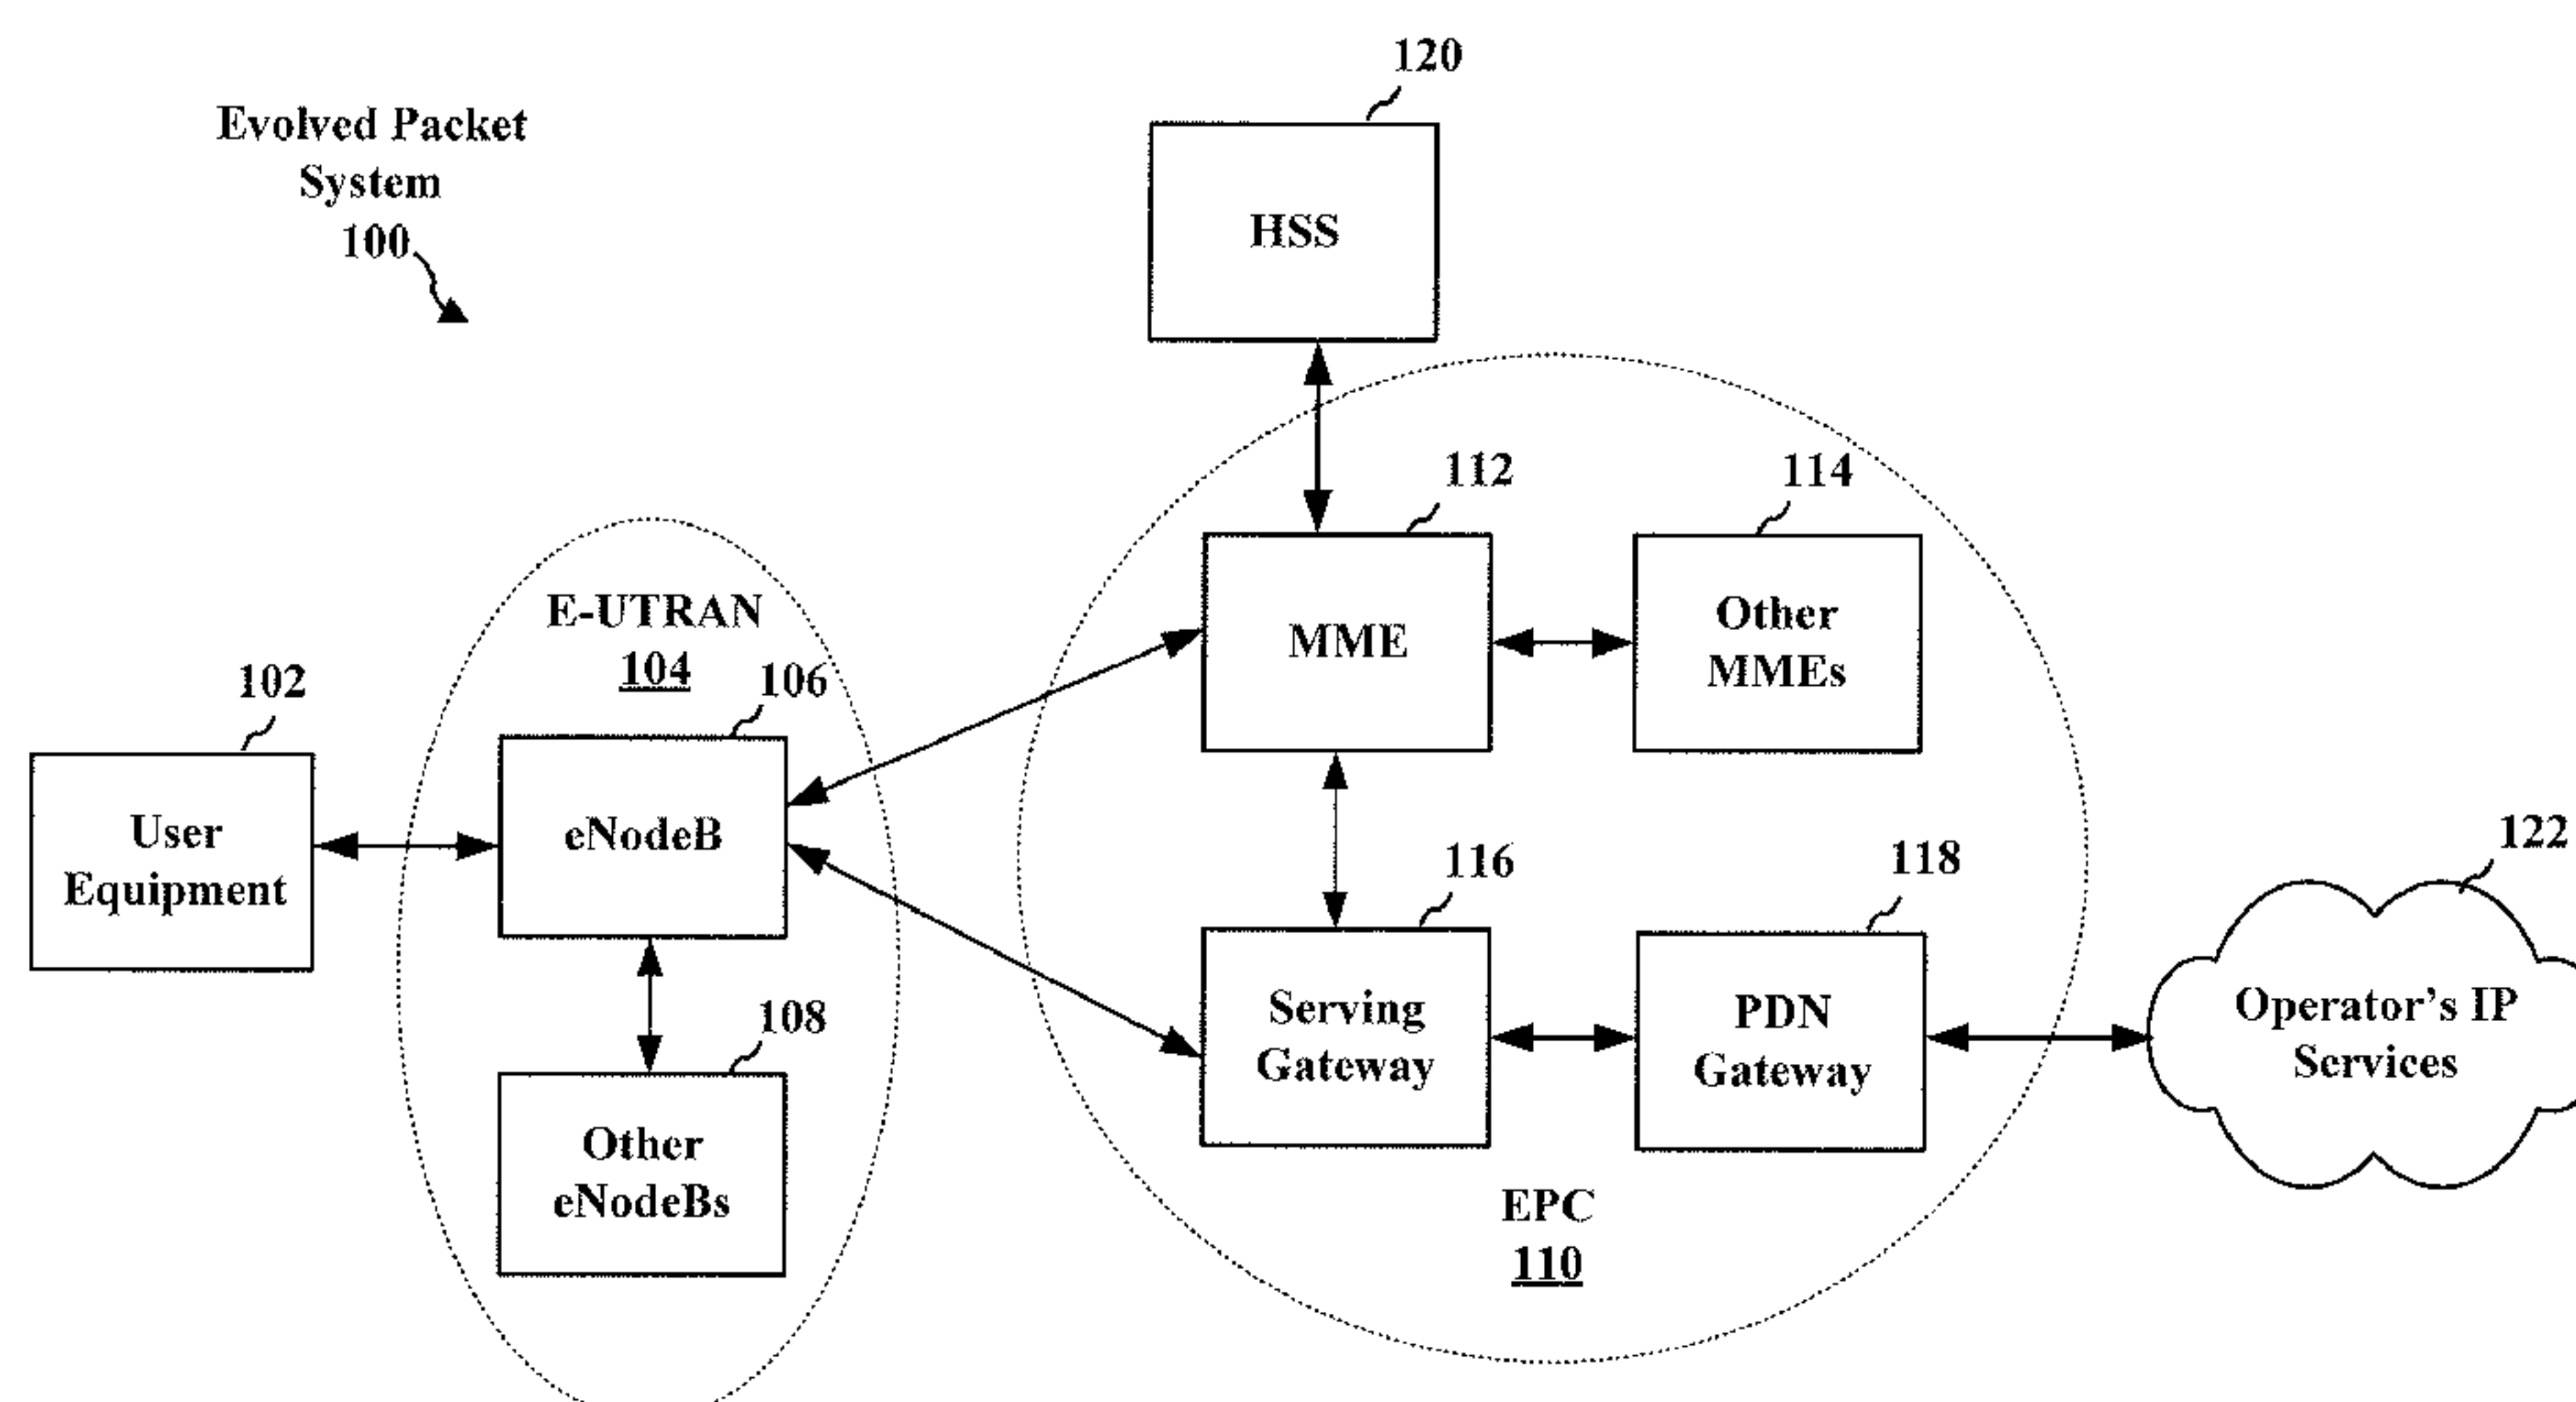 120
Evolved Packet
System
100
HSS
112
114
E-UTRAN
104
106
MME
Other
MMEs
102
User
Equipment
eNodeB
116
118
122
108
Serving
Gateway
PDN
Gateway
Operator's IP
Services
Other
eNodeBs
EPC
110